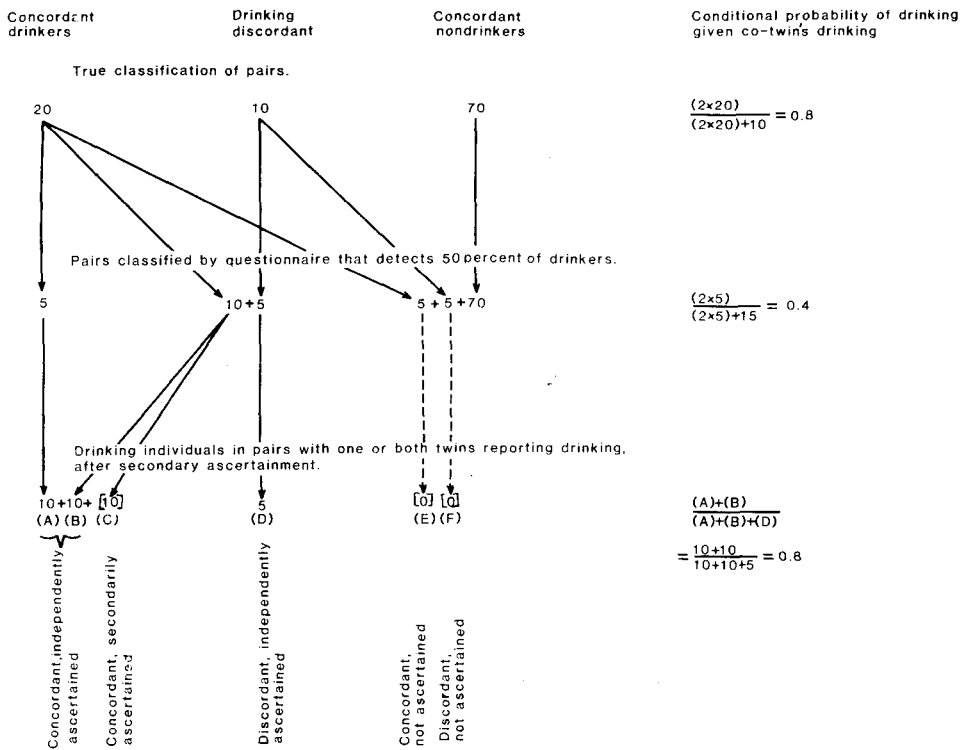 Concordant drinkers
Drinking discordant
Concordant nondrinkers
Conditional probability of drinking given co-twin's drinking
True classification of pairs.
20
10
70
(2×20)
(2×20)+10
= 0.8
Pairs classified by questionnaire that detects 50 percent of drinkers.
5
10+5
5 + 5 +70
(2×5)
(2×5)+15
= 0.4
Drinking individuals in pairs with one or both twins reporting drinking,
after secondary ascertainment.
10+10+ [10]
5
[0] [0]
(A) (B) (C)
(D)
(E) (F)
(A)+(B)
(A)+(B)+(D)
= 10+10
10+10+5
= 0.8
Concordant,independently
ascertained
Concordant, secondarily
ascertained
Discordant, independently
ascertained
Concordant,
not ascertained
Discordant,
not ascertained